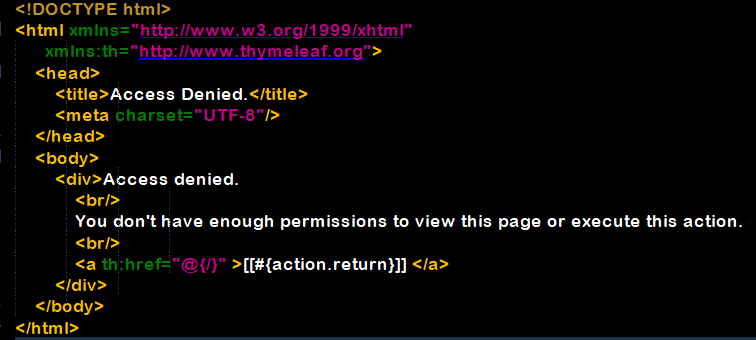 <!DOCTYPE html>
<html xmlns="http://www.w3.org/1999/xhtml"
xmlns:th="http://www.thymeleaf.org">
<head>
<title>Access Denied.</title>
<meta charset="UTF-8"/>
</head>
<body>
<div>Access denied.
<br/>
You don't have enough permissions to view this page or execute this action.
<br/>
<a th:href="@{/}" >[[#{action.return}]] </a>
</div>
</body>
</html>